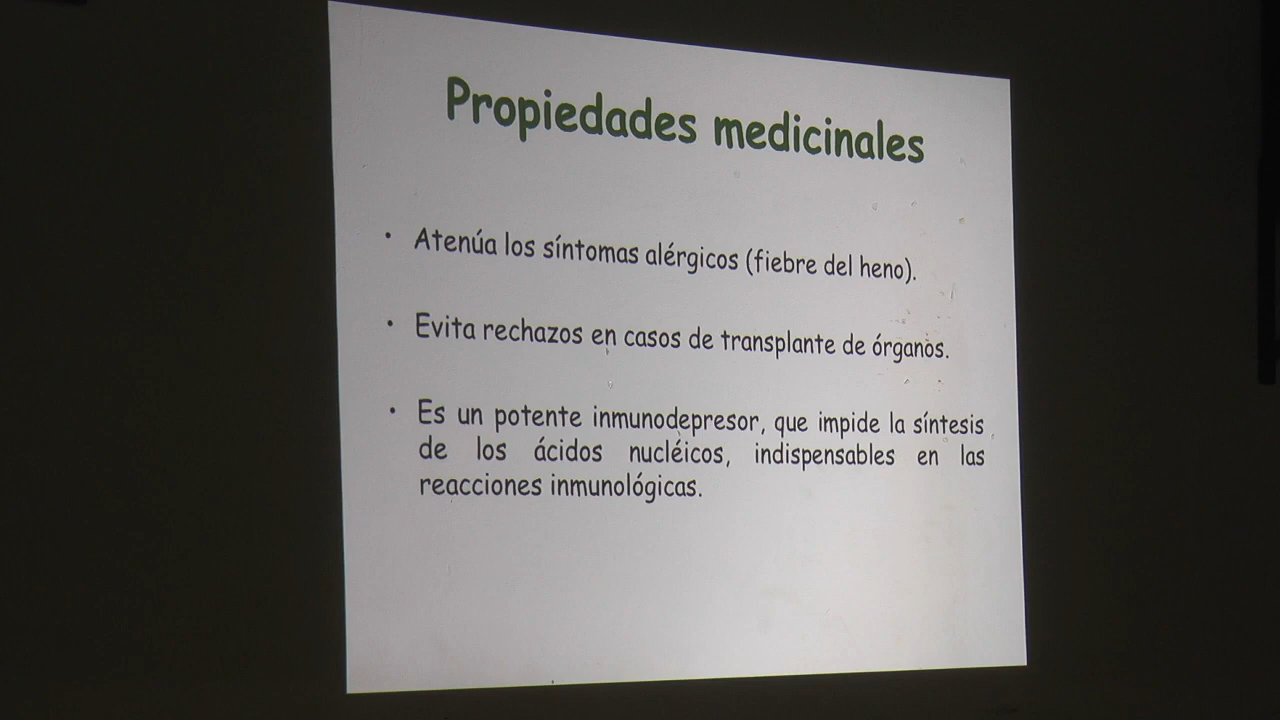 Propiedades medicinales
• Atenúa los síntomas alérgicos (fiebre del heno).
• Evita rechazos en casos de transplante de órganos.
• Es un potente inmunodepresor, que impide la síntesis
de los ácidos nucléicos, indispensables en las
reacciones inmunológicas.